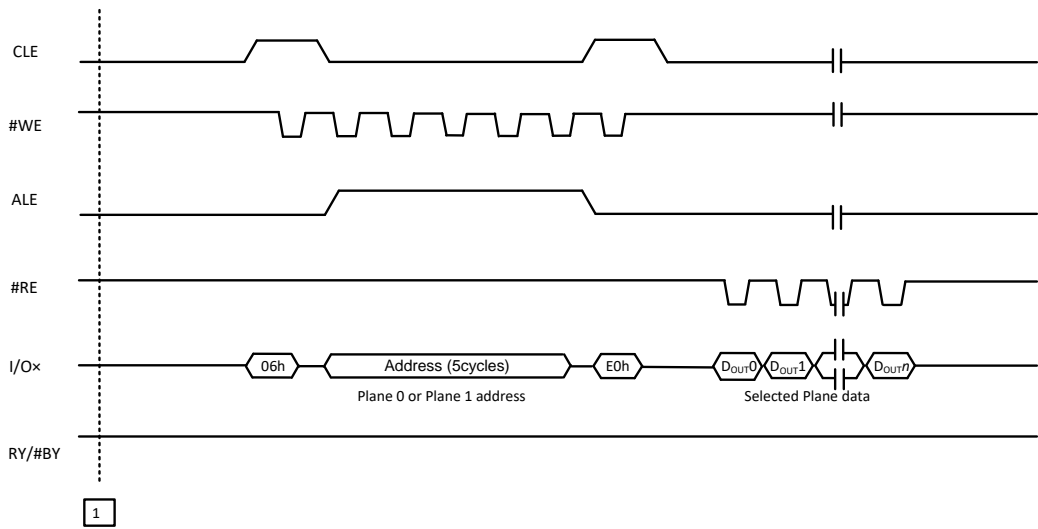 CLE
#WE
ALE
#RE
I/O×
06h
Address (5cycles)
E0h
DOUT0
DOUT1
DOUTn
Plane 0 or Plane 1 address
Selected Plane data
RY/#BY
1